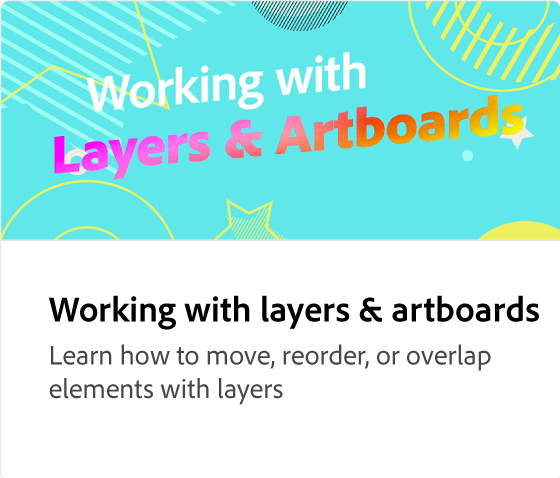 Working with
Layers & Artboards
Working with layers & artboards
Learn how to move, reorder, or overlap
elements with layers